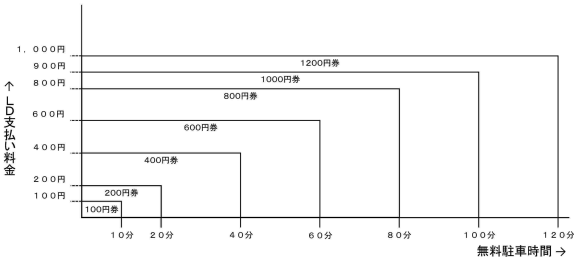 １，０００円
1200円券
９００円
1000円券
８００円
800円券
６００円
600円券
４００円
400円券
２００円
200円券
１００円
100円券
↑ＬＤ支払い料金
１０分 ２０分 ４０分 ６０分 ８０分 １００分 １２０分
無料駐車時間→